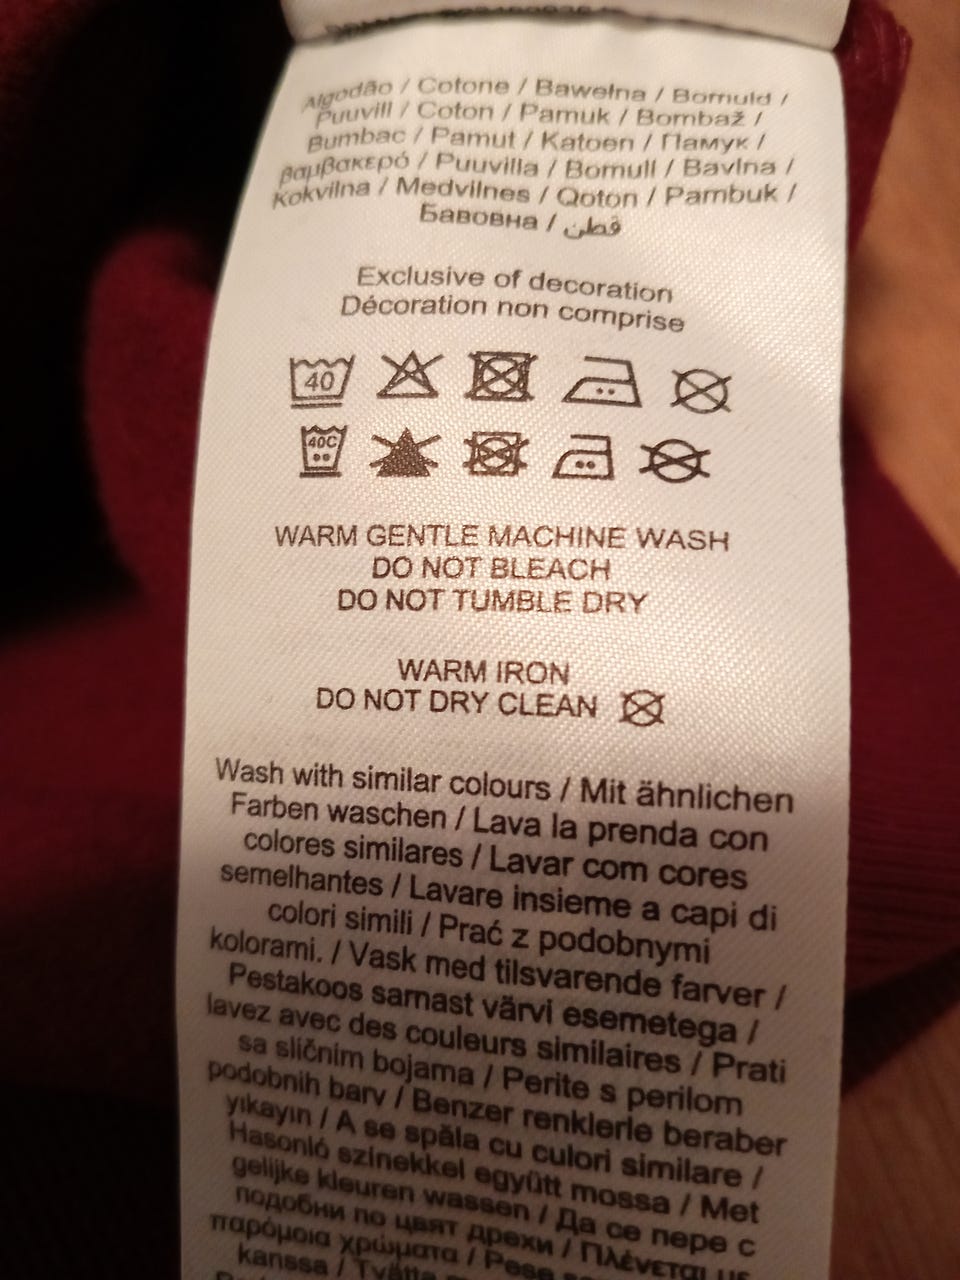 Algodão / Cotone / Bawełna / Bomuld /
Puuvill / Coton / Pamuk / Bombaž /
Bumbac / Pamut / Katoen / Памук /
Βαμβακερό / Puuvilla / Bomull / Bavlna /
Kokvilna / Medvilnes / Qoton / Pambuk /
Бавовна / قطن
Exclusive of decoration
Décoration non comprise
40
40C
WARM GENTLE MACHINE WASH
DO NOT BLEACH
DO NOT TUMBLE DRY
WARM IRON
DO NOT DRY CLEAN
Wash with similar colours / Mit ähnlichen
Farben waschen / Lava la prenda con
colores similares / Lavar com cores
semelhantes / Lavare insieme a capi di
colori simili / Prać z podobnymi
kolorami. / Vask med tilsvarende farver /
Pestakoos sarnast värvi esemetega /
lavez avec des couleurs similaires / Prati
sa sličnim bojama / Perite s perilom
podobnih barv / Benzer renklerle beraber
yıkayın / A se spăla cu culori similare /
Hasonló színekkel együtt mossa / Met
gelijke kleuren wassen / Да се пере с
подобни по цвят дрехи / Πλένεται με
παρόμοια χρώματα / Pese
kanssa / Tvätta